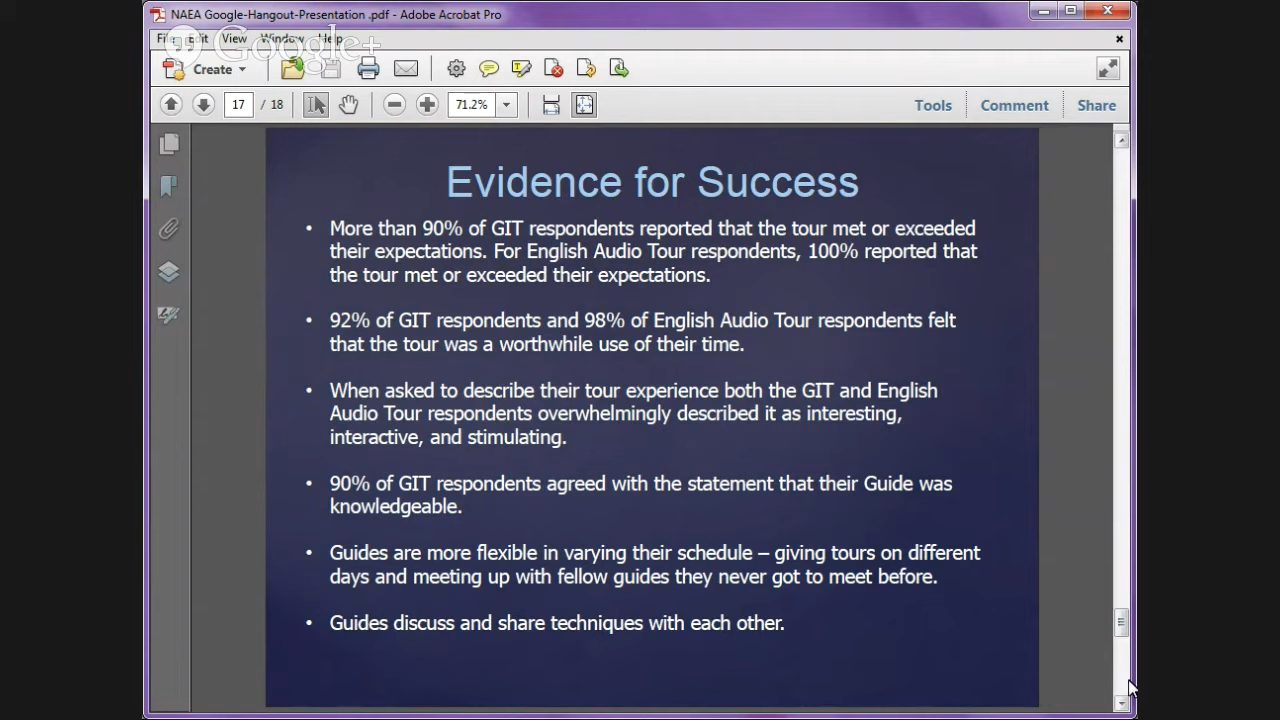 NAEA Google-Hangout-Presentation .pdf - Adobe Acrobat Pro
File Edit View Window Help
Google+
Create
17 / 18 71.2% Tools Comment Share
Evidence for Success
• More than 90% of GIT respondents reported that the tour met or exceeded
their expectations. For English Audio Tour respondents, 100% reported that
the tour met or exceeded their expectations.
• 92% of GIT respondents and 98% of English Audio Tour respondents felt
that the tour was a worthwhile use of their time.
• When asked to describe their tour experience both the GIT and English
Audio Tour respondents overwhelmingly described it as interesting,
interactive, and stimulating.
• 90% of GIT respondents agreed with the statement that their Guide was
knowledgeable.
• Guides are more flexible in varying their schedule – giving tours on different
days and meeting up with fellow guides they never got to meet before.
• Guides discuss and share techniques with each other.